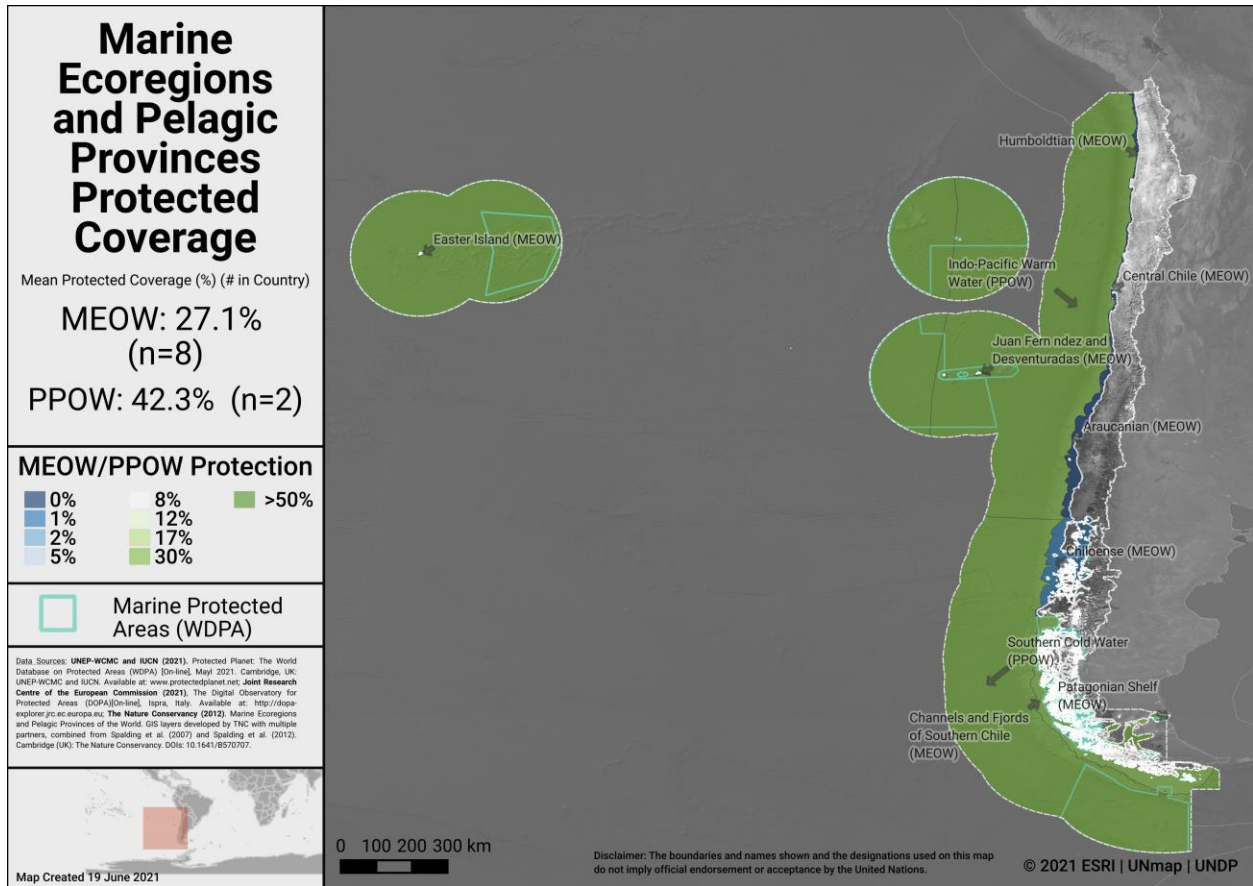 Marine
Ecoregions
and Pelagic
Provinces
Protected
Coverage
Mean Protected Coverage (%) (# in Country)
MEOW: 27.1%
(n=8)
PPOW: 42.3% (n=2)
MEOW/PPOW Protection
0%
1%
2%
5%
8%
12%
17%
30%
>50%
Marine Protected
Areas (WDPA)
Data Sources: UNEP-WCMC and IUCN (2021). Protected Planet: The World
Database on Protected Areas (WDPA) [On-line], Mayl 2021. Cambridge, UK:
UNEP-WCMC and IUCN. Available at: www.protectedplanet.net; Joint Research
Centre of the European Commission (2021), The Digital Observatory for
Protected Areas (DOPA)[On-line], Ispra, Italy. Available at: http://dopa-
explorer.jrc.ec.europa.eu; The Nature Conservancy (2012). Marine Ecoregions
and Pelagic Provinces of the World. GIS layers developed by TNC with multiple
partners, combined from Spalding et al. (2007) and Spalding et al. (2012).
Cambridge (UK): The Nature Conservancy. DOIs: 10.1641/B570707.
Map Created 19 June 2021
Humboldtian (MEOW)
Easter Island (MEOW)
Indo-Pacific Warm
Water (PPOW)
Central Chile (MEOW)
Juan Fern ndez and
Desventuradas (MEOW)
Araucanian (MEOW)
Chiloense (MEOW)
Southern Cold Water
(PPOW)
Patagonian Shelf
(MEOW)
Channels and Fjords
of Southern Chile
(MEOW)
0 100 200 300 km
Disclaimer: The boundaries and names shown and the designations used on this map
do not imply official endorsement or acceptance by the United Nations.
© 2021 ESRI | UNmap | UNDP